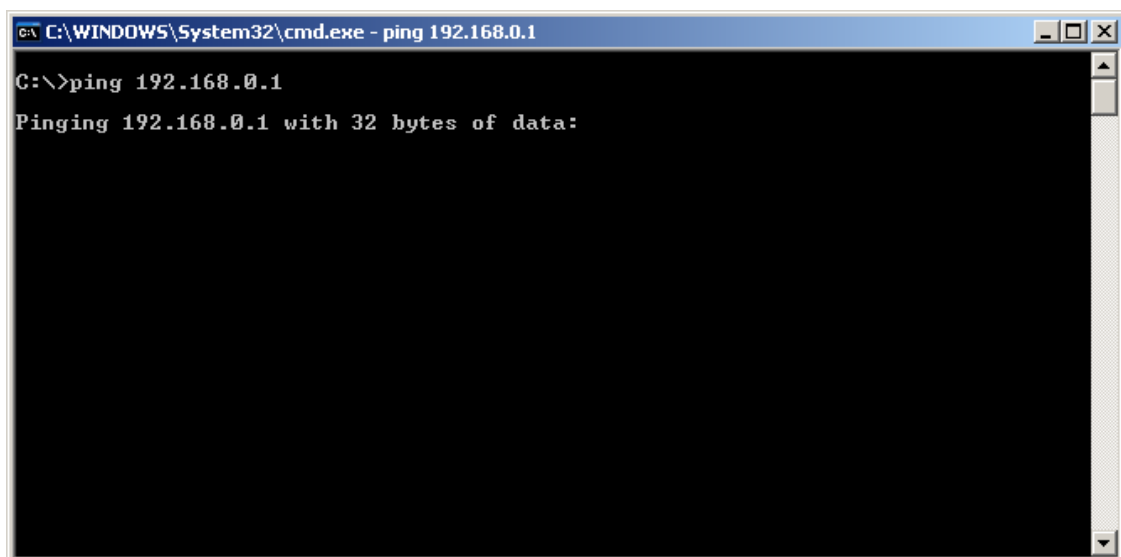 C:\WINDOWS\System32\cmd.exe - ping 192.168.0.1
C:\>ping 192.168.0.1
Pinging 192.168.0.1 with 32 bytes of data: